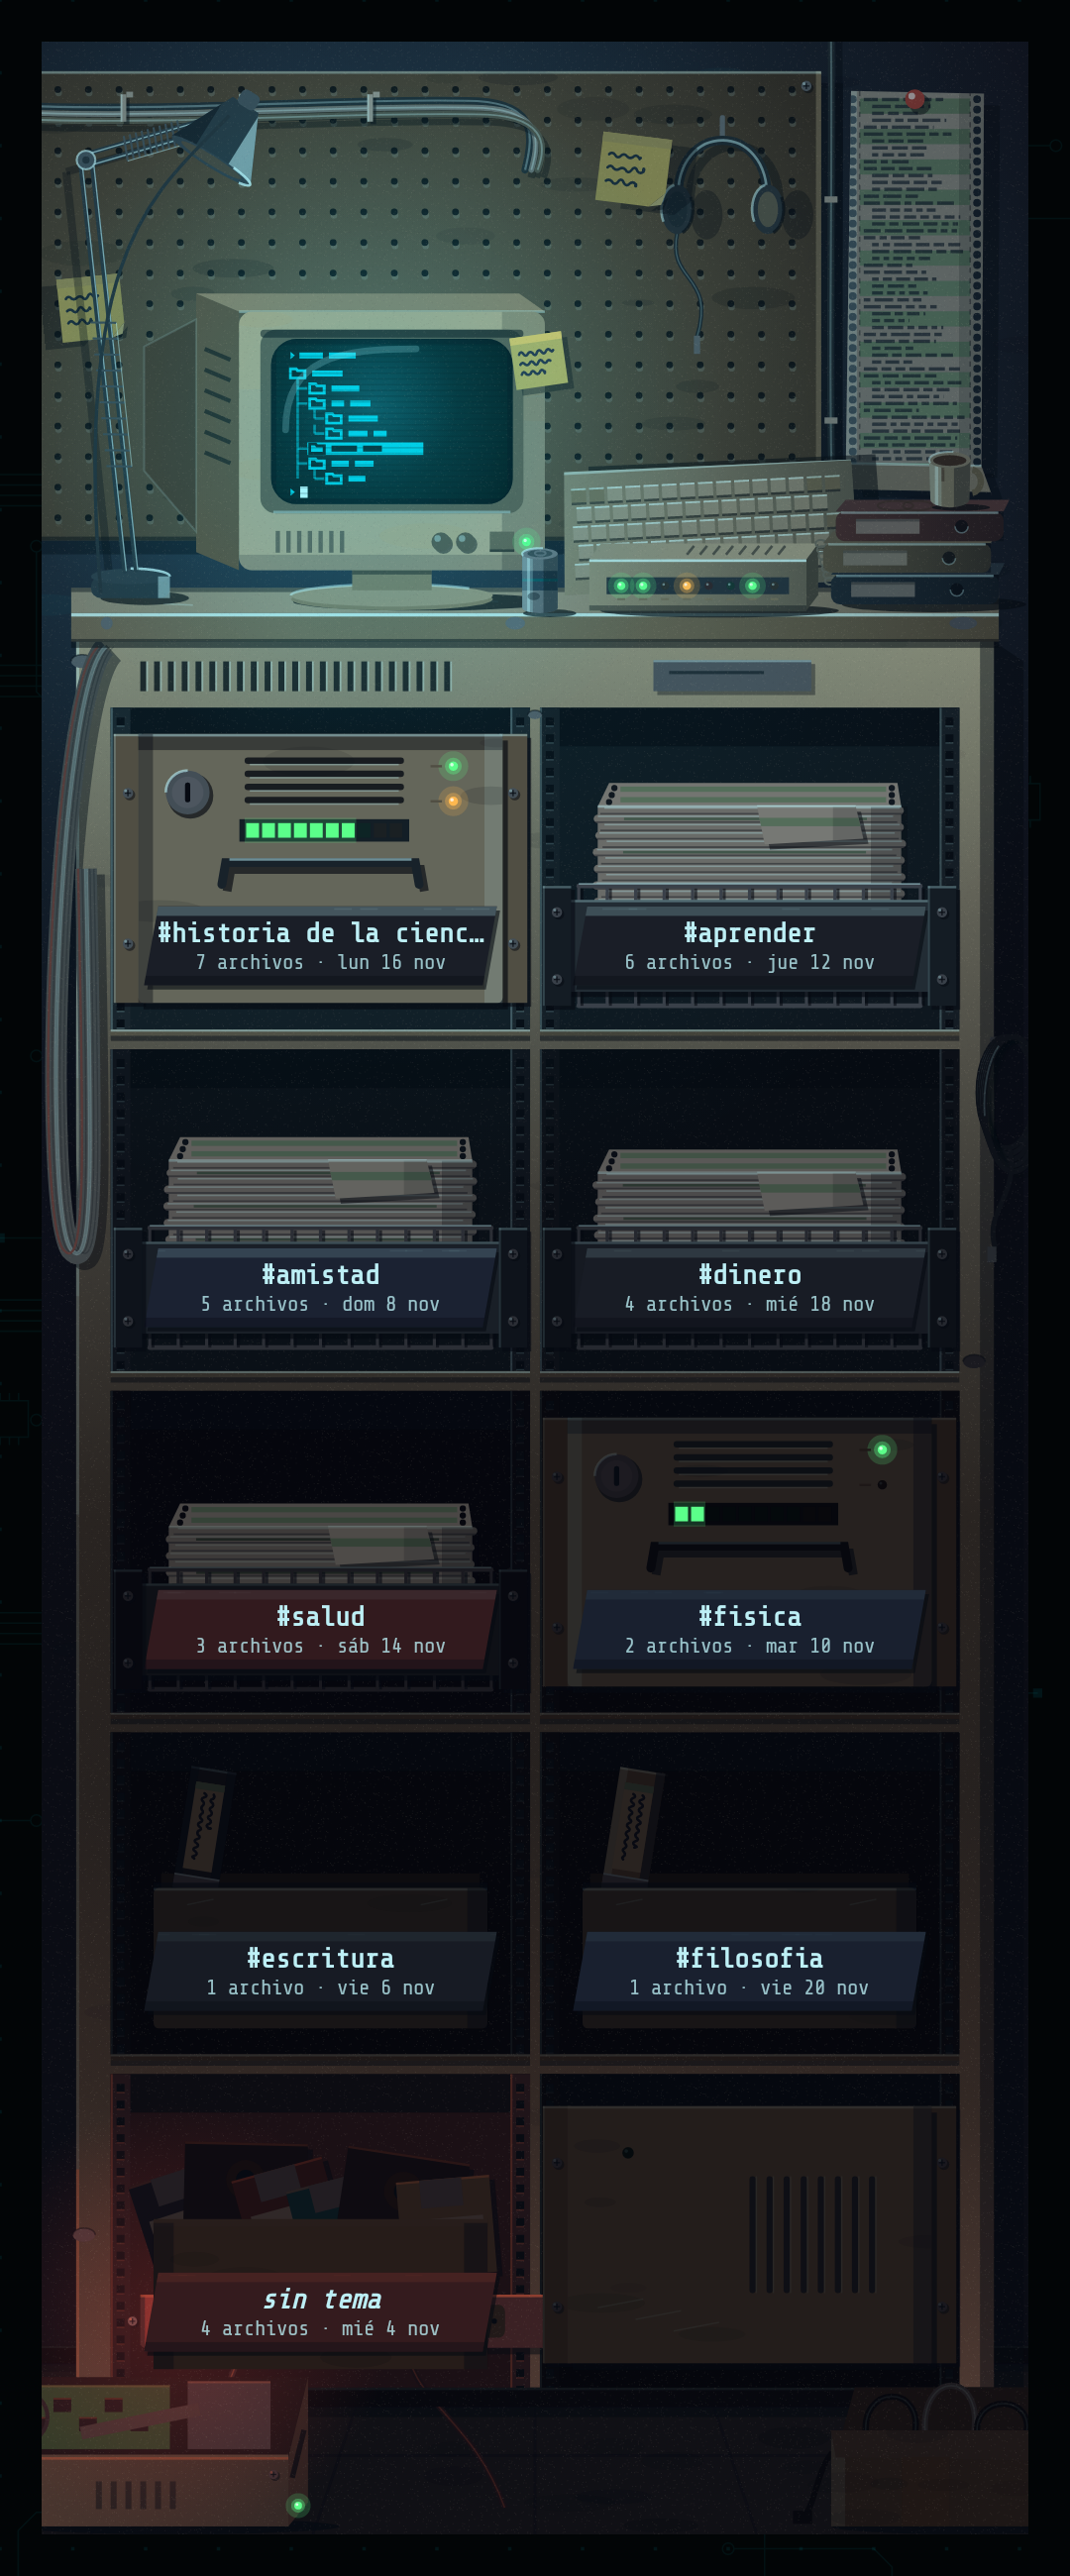 #historia de la cienc…
7 archivos · lun 16 nov
#aprender
6 archivos · jue 12 nov
#amistad
5 archivos · dom 8 nov
#dinero
4 archivos · mié 18 nov
#salud
3 archivos · sáb 14 nov
#fisica
2 archivos · mar 10 nov
#escritura
1 archivo · vie 6 nov
#filosofia
1 archivo · vie 20 nov
sin tema
4 archivos · mié 4 nov